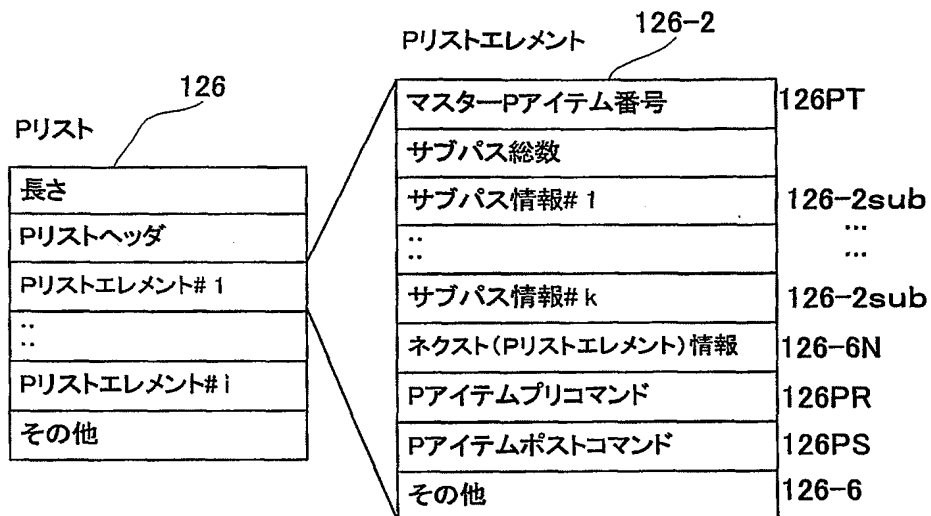 Pリスト
126
長さ
Pリストヘッダ
Pリストエレメント#1
:
:
Pリストエレメント#i
その他
Pリストエレメント
126-2
マスターPアイテム番号 126PT
サブパス総数
サブパス情報#1 126-2sub
: …
: …
サブパス情報#k 126-2sub
ネクスト(Pリストエレメント)情報 126-6N
Pアイテムプリコマンド 126PR
Pアイテムポストコマンド 126PS
その他 126-6